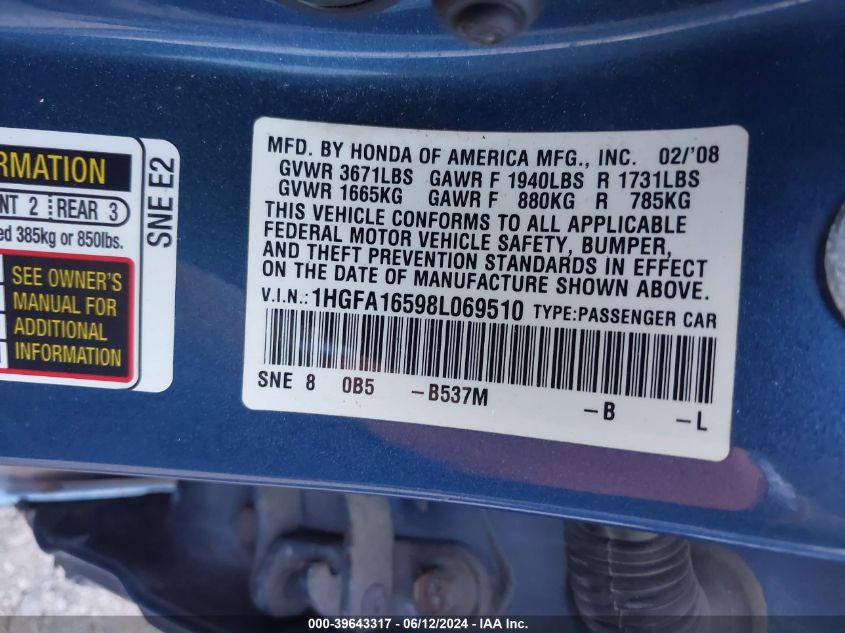 RMATION
NT 2 REAR 3
ed 385kg or 850lbs.
SEE OWNER'S
MANUAL FOR
ADDITIONAL
INFORMATION
SNE E2
MFD. BY HONDA OF AMERICA MFG., INC. 02/'08
GVWR 3671LBS GAWR F 1940LBS R 1731LBS
GVWR 1665KG GAWR F 880KG R 785KG
THIS VEHICLE CONFORMS TO ALL APPLICABLE
FEDERAL MOTOR VEHICLE SAFETY, BUMPER,
AND THEFT PREVENTION STANDARDS IN EFFECT
ON THE DATE OF MANUFACTURE SHOWN ABOVE.
V.I.N.: 1HGFA16598L069510 TYPE:PASSENGER CAR
SNE 8 0B5 -B537M -B -L
000-39643317 - 06/12/2024 - COPYRIGHT © 2024 IAA, INC.